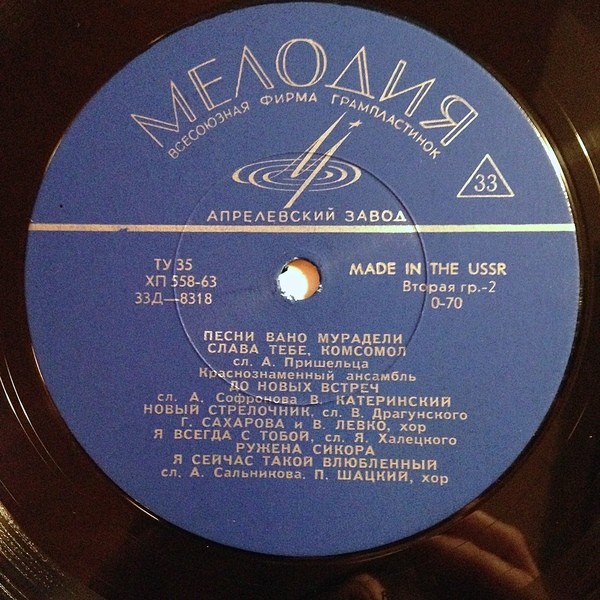 МЕЛОДИЯ
ВСЕСОЮЗНАЯ ФИРМА ГРАМПЛАСТИНОК
33
АПРЕЛЕВСКИЙ ЗАВОД
ТУ 35
ХП 558-63
33Д—8318
MADE IN THE USSR
Вторая гр.-2
0-70
ПЕСНИ ВАНО МУРАДЕЛИ
СЛАВА ТЕБЕ, КОМСОМОЛ
сл. А. Пришельца
Краснознаменный ансамбль
ДО НОВЫХ ВСТРЕЧ
сл. А. Софронова В. КАТЕРИНСКИЙ
НОВЫЙ СТРЕЛОЧНИК, сл. В. Драгунского
Г. САХАРОВА и В. ЛЕВКО, хор
Я ВСЕГДА С ТОБОЙ, сл. Я. Халецкого
РУЖЕНА СИКОРА
Я СЕЙЧАС ТАКОЙ ВЛЮБЛЕННЫЙ
сл. А. Сальникова. П. ШАЦКИЙ, хор